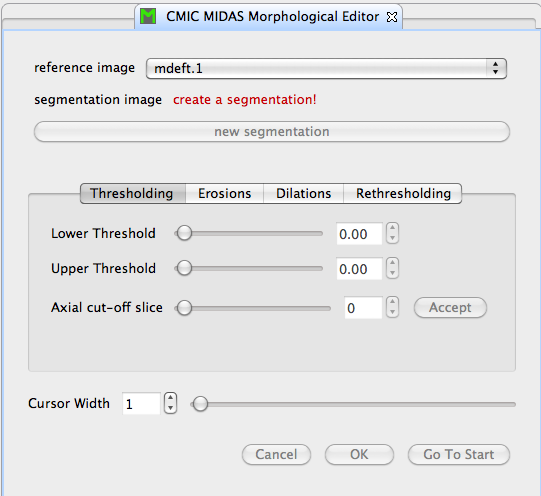 CMIC MIDAS Morphological Editor
reference image mdeft.1
segmentation image create a segmentation!
new segmentation
Thresholding Erosions Dilations Rethresholding
Lower Threshold 0.00
Upper Threshold 0.00
Axial cut-off slice 0 Accept
Cursor Width 1
Cancel OK Go To Start